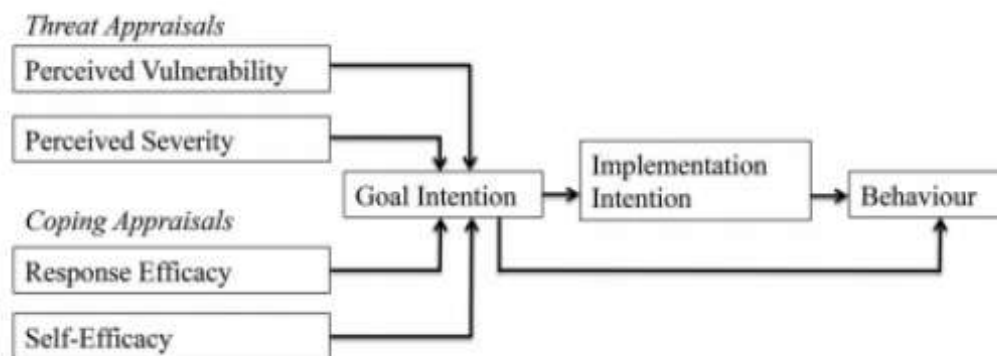 Threat Appraisals
Perceived Vulnerability
Perceived Severity
Goal Intention
Implementation
Intention
Behaviour
Coping Appraisals
Response Efficacy
Self-Efficacy